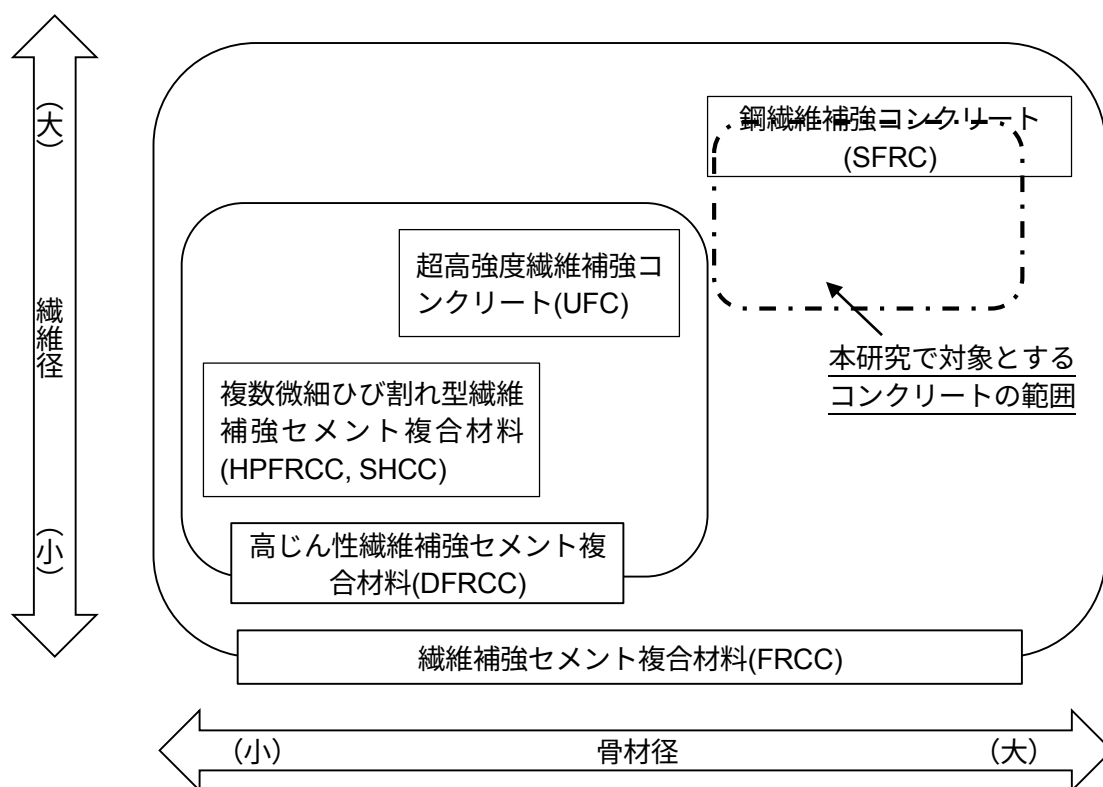 (大)
繊維径
(小)
鋼繊維補強コンクリート
(SFRC)
超高強度繊維補強コ
ンクリート(UFC)
本研究で対象とする
コンクリートの範囲
複数微細ひび割れ型繊維
補強セメント複合材料
(HPFRCC, SHCC)
高じん性繊維補強セメント複
合材料(DFRCC)
繊維補強セメント複合材料(FRCC)
（小）
骨材径
（大）